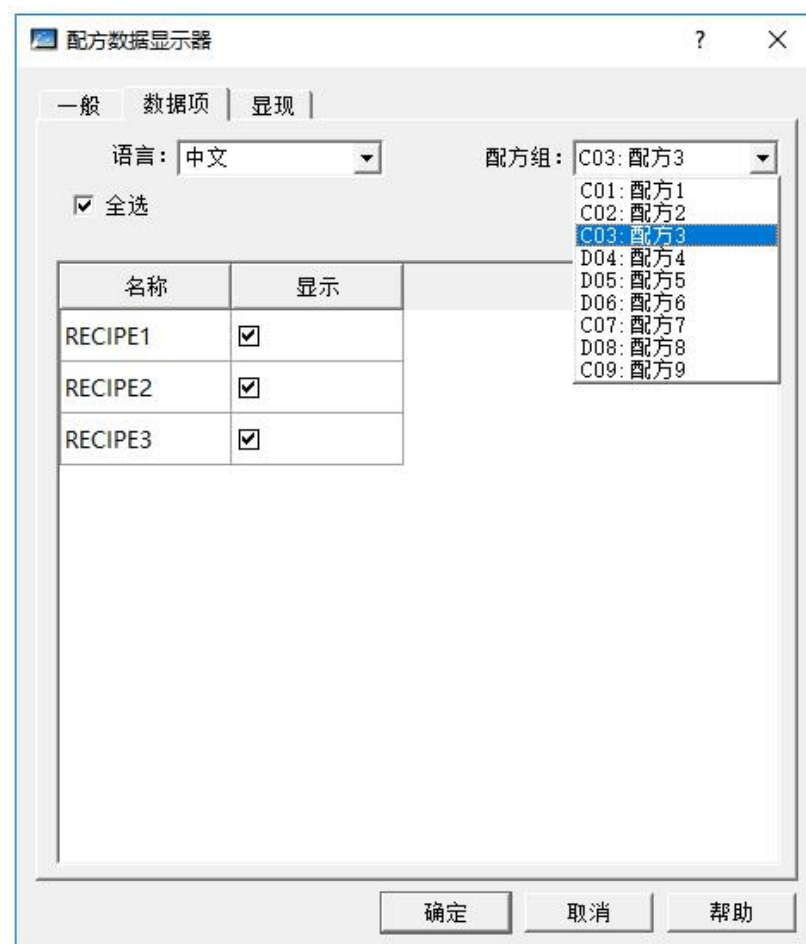 配方数据显示器
一般 数据项 显现
语言: 中文 配方组: C03:配方3
全选
C01:配方1
C02:配方2
C03:配方3
D04:配方4
D05:配方5
D06:配方6
C07:配方7
D08:配方8
C09:配方9
名称 显示
RECIPE1
RECIPE2
RECIPE3
确定 取消 帮助